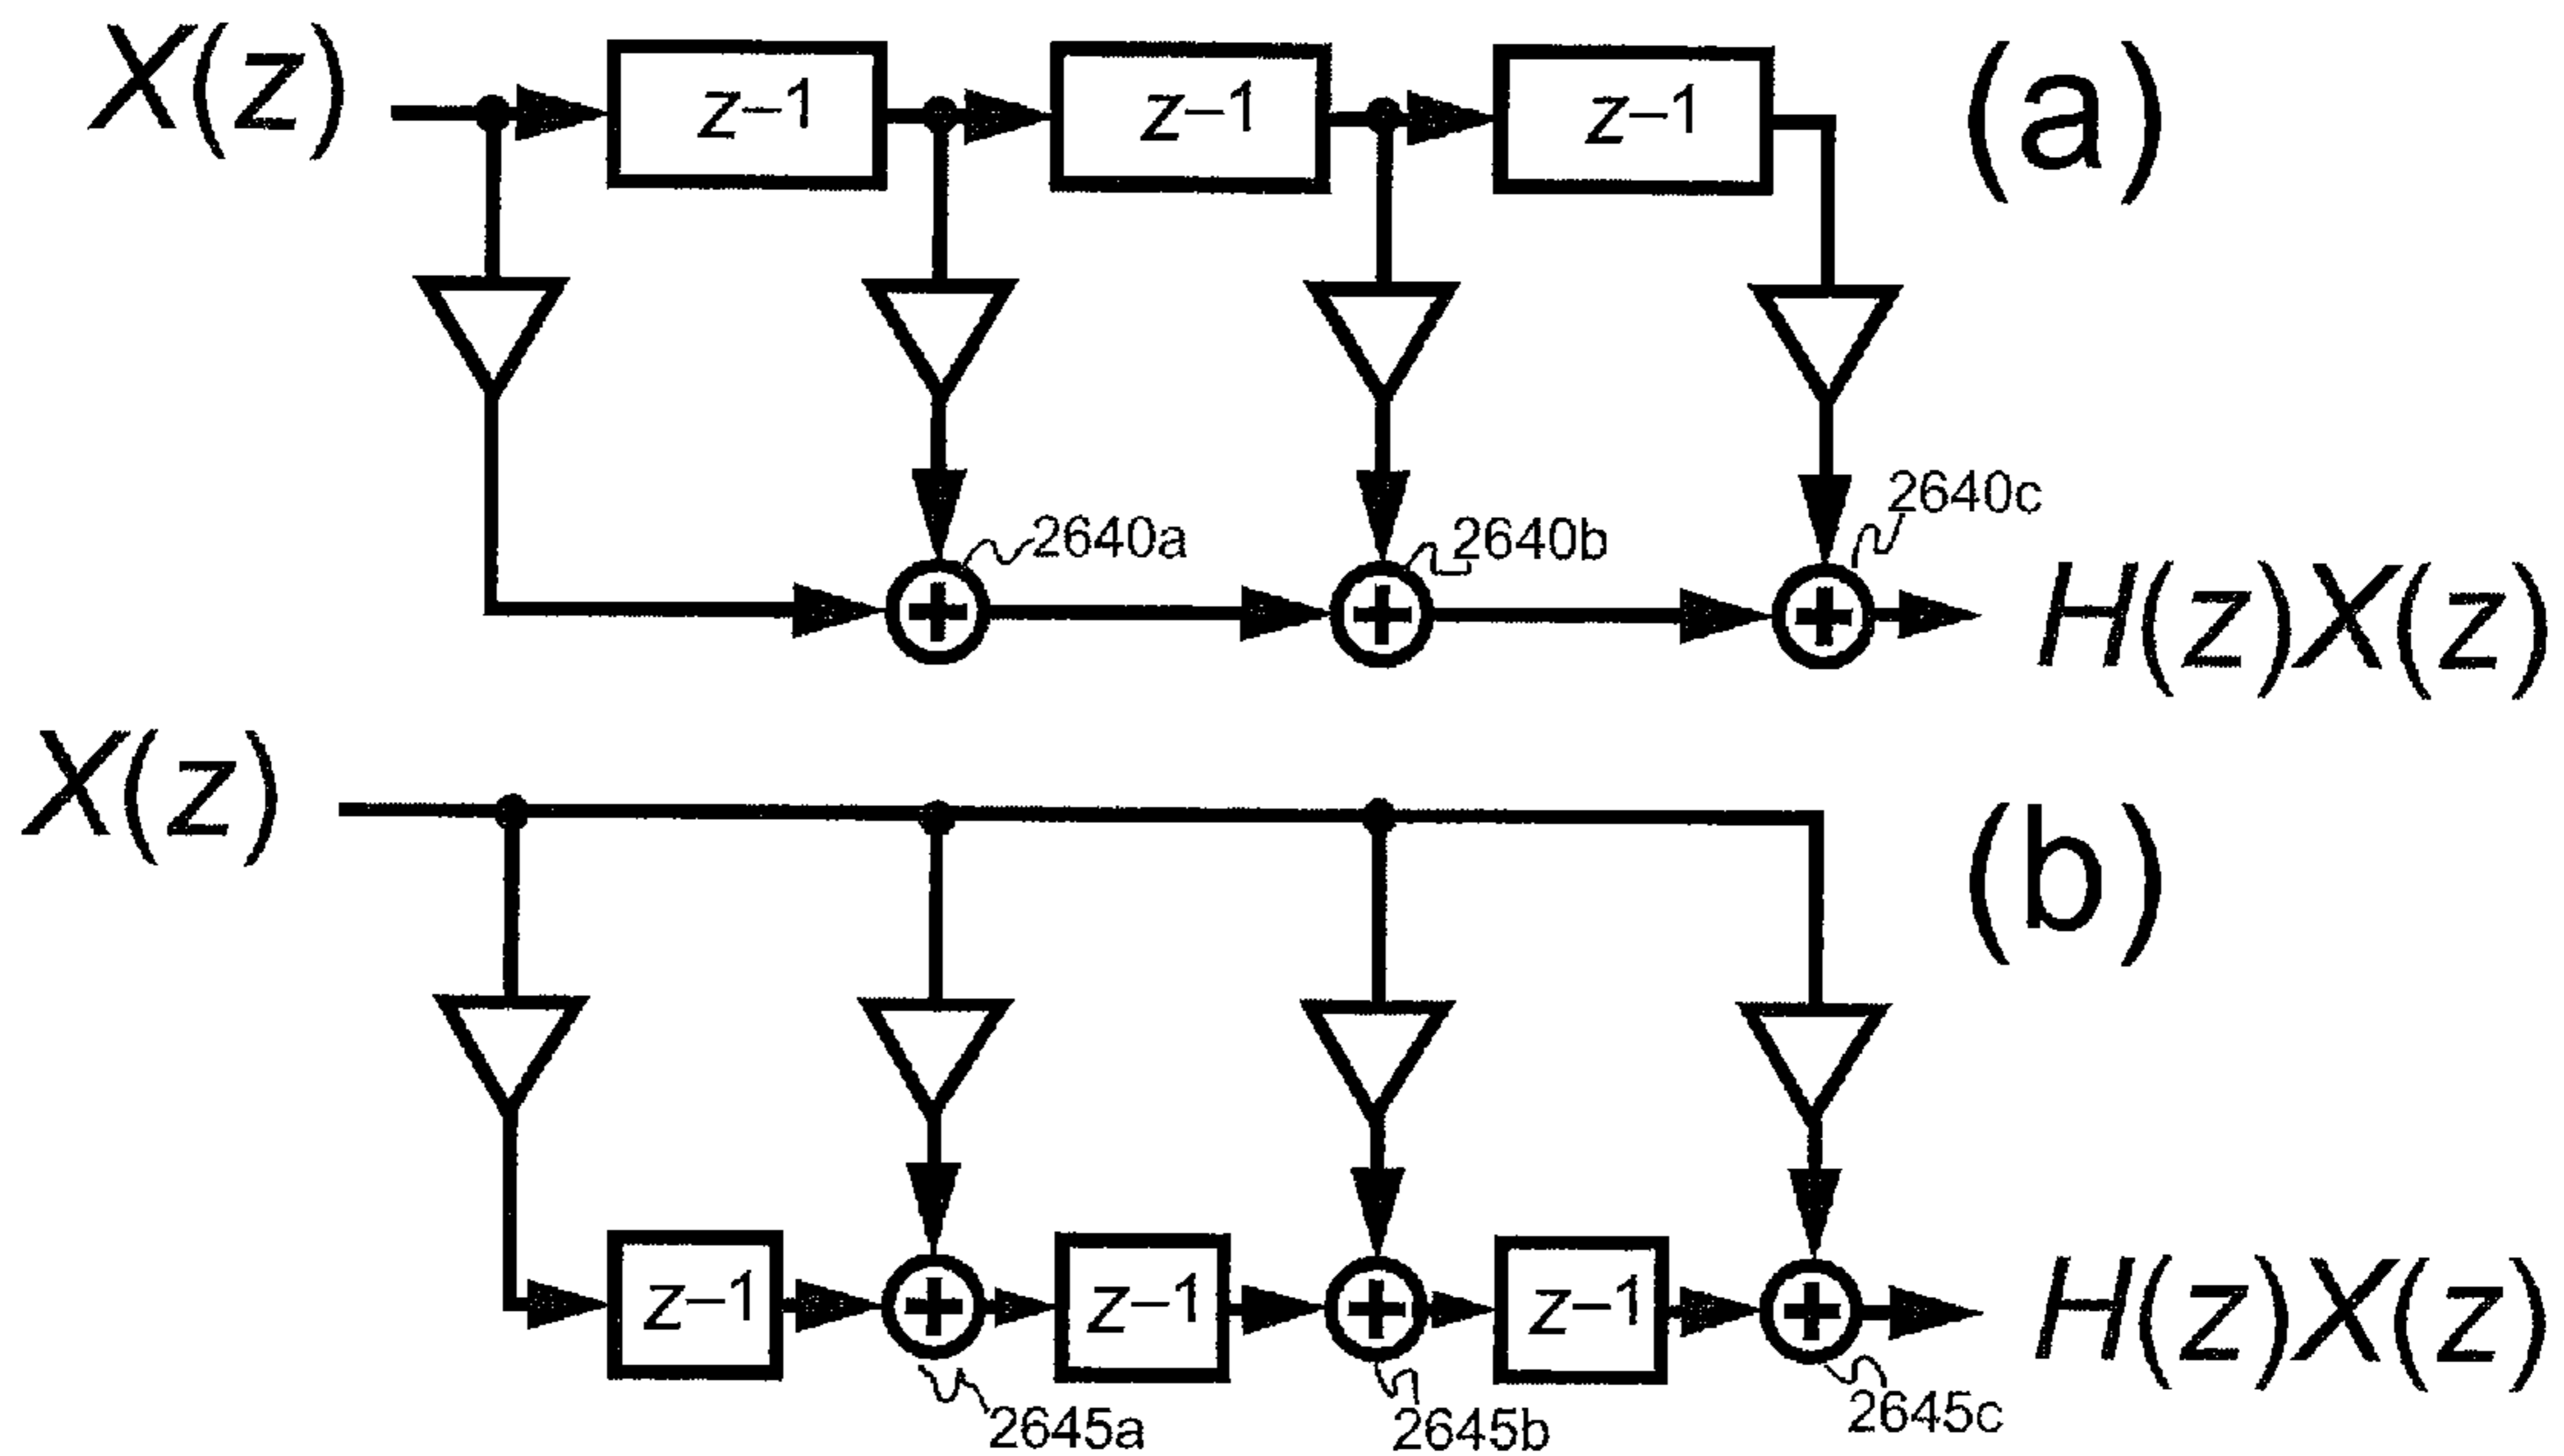 X(z) z–1 z–1 z–1 (a)
2640a 2640b 2640c
+ + + H(z)X(z)
X(z) (b)
z–1 + z–1 + z–1 + H(z)X(z)
2645a 2645b 2645c